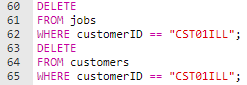 60 DELETE
61 FROM jobs
62 WHERE customerID == "CST01ILL";
63 DELETE
64 FROM customers
65 WHERE customerID == "CST01ILL";